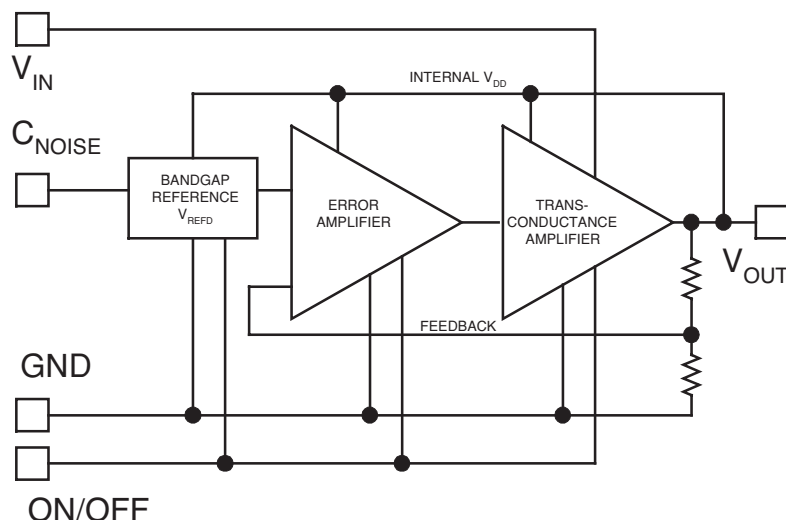 V_IN
INTERNAL V_DD
C_NOISE
BANDGAP
REFERENCE
V_REFD
ERROR
AMPLIFIER
TRANS-
CONDUCTANCE
AMPLIFIER
V_OUT
FEEDBACK
GND
ON/OFF